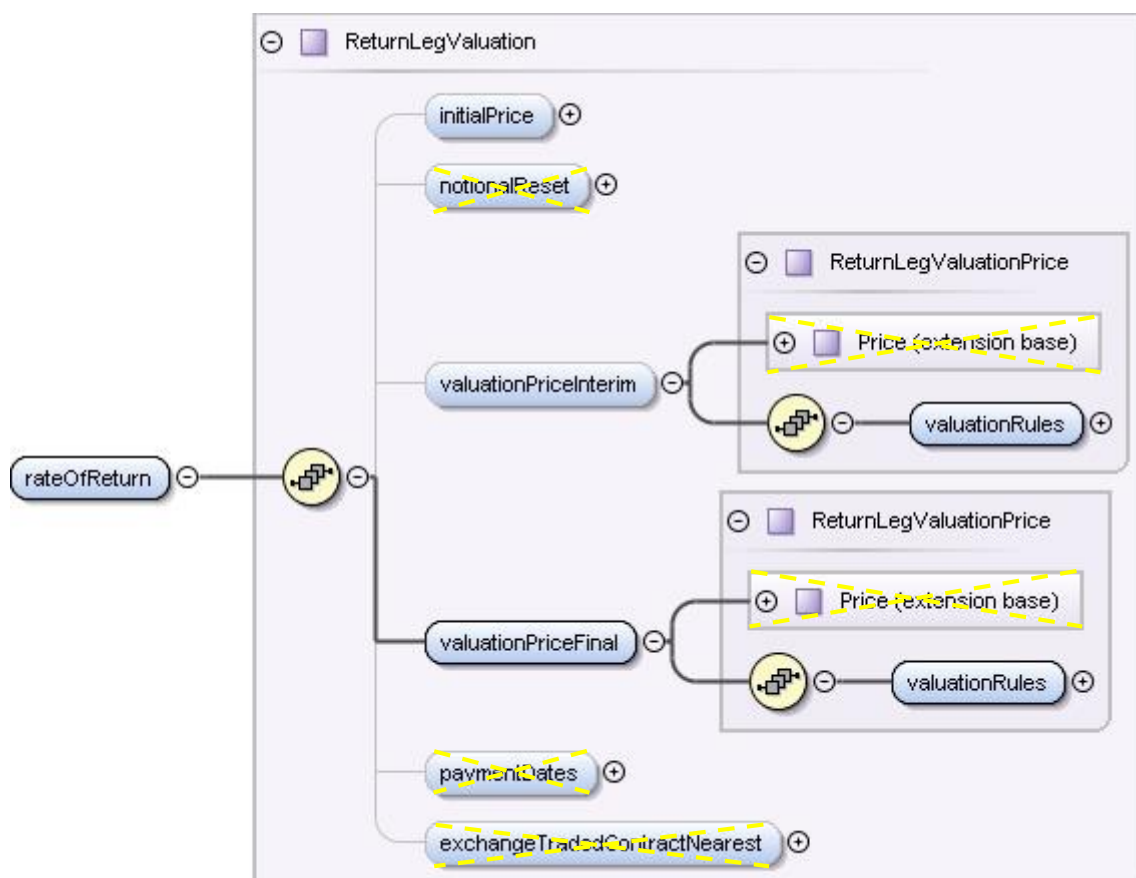 ReturnLegValuation
initialPrice
notionalReset
ReturnLegValuationPrice
Price (extension base)
valuationPriceInterim
valuationRules
rateOfReturn
ReturnLegValuationPrice
Price (extension base)
valuationPriceFinal
valuationRules
paymentDates
exchangeTradedContractNearest